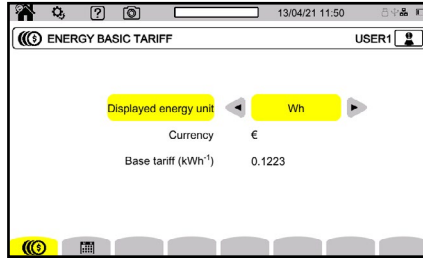 13/04/21 11:50
ENERGY BASIC TARIFF
USER1
Displayed energy unit
Wh
Currency
€
Base tariff (kWh⁻¹)
0.1223